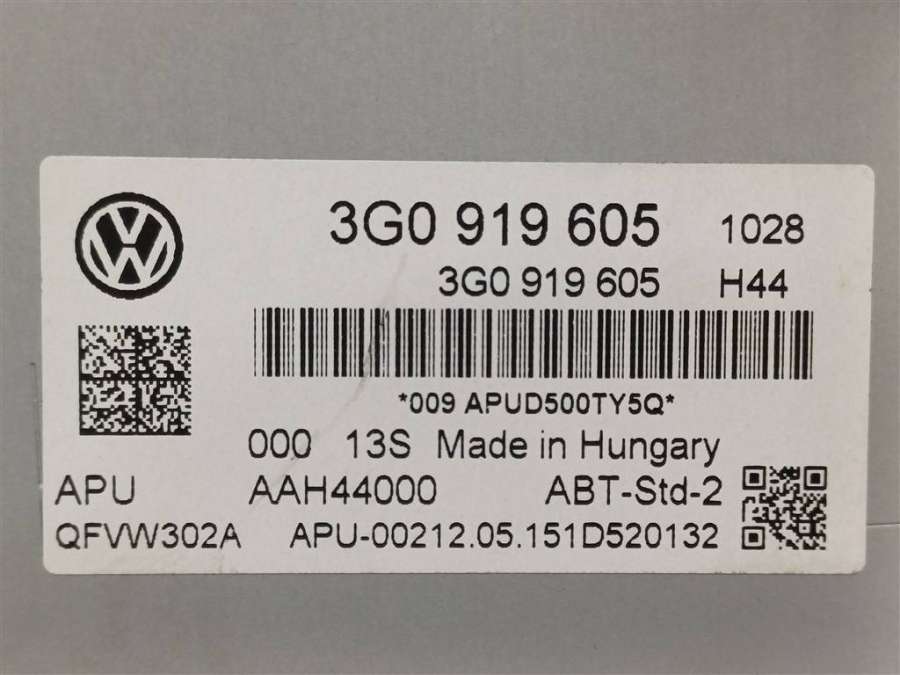 3G0 919 605 1028
3G0 919 605 H44
*009 APUD500TY5Q*
000 13S Made in Hungary
APU AAH44000 ABT-Std-2
QFVW302A APU-00212.05.151D520132